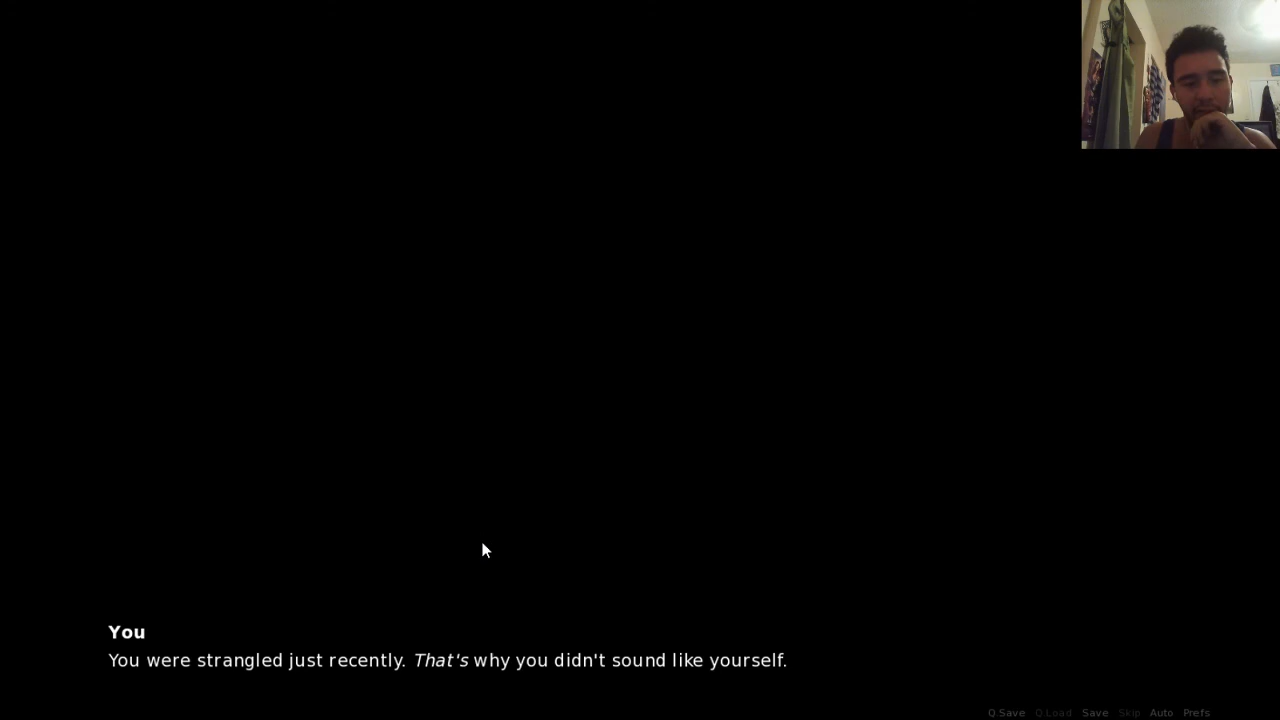 You
You were strangled just recently. That's why you didn't sound like yourself.
Q.Save Q.Load Save Skip Auto Prefs